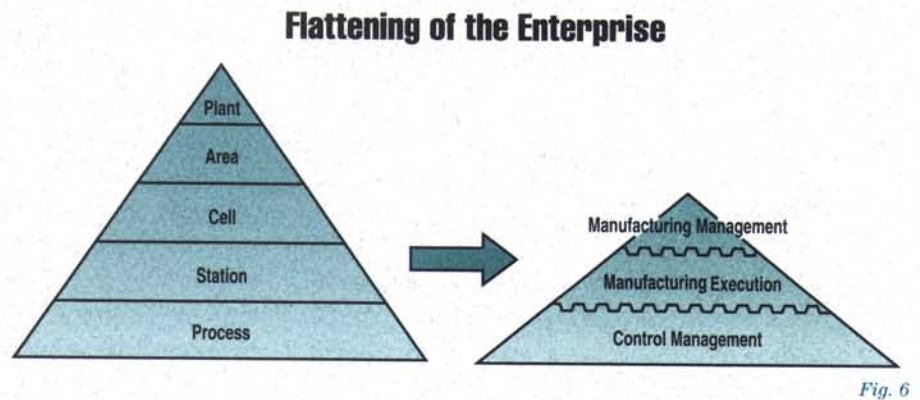 Flattening of the Enterprise
Plant
Area
Cell
Station
Process
Manufacturing Management
Manufacturing Execution
Control Management
Fig. 6